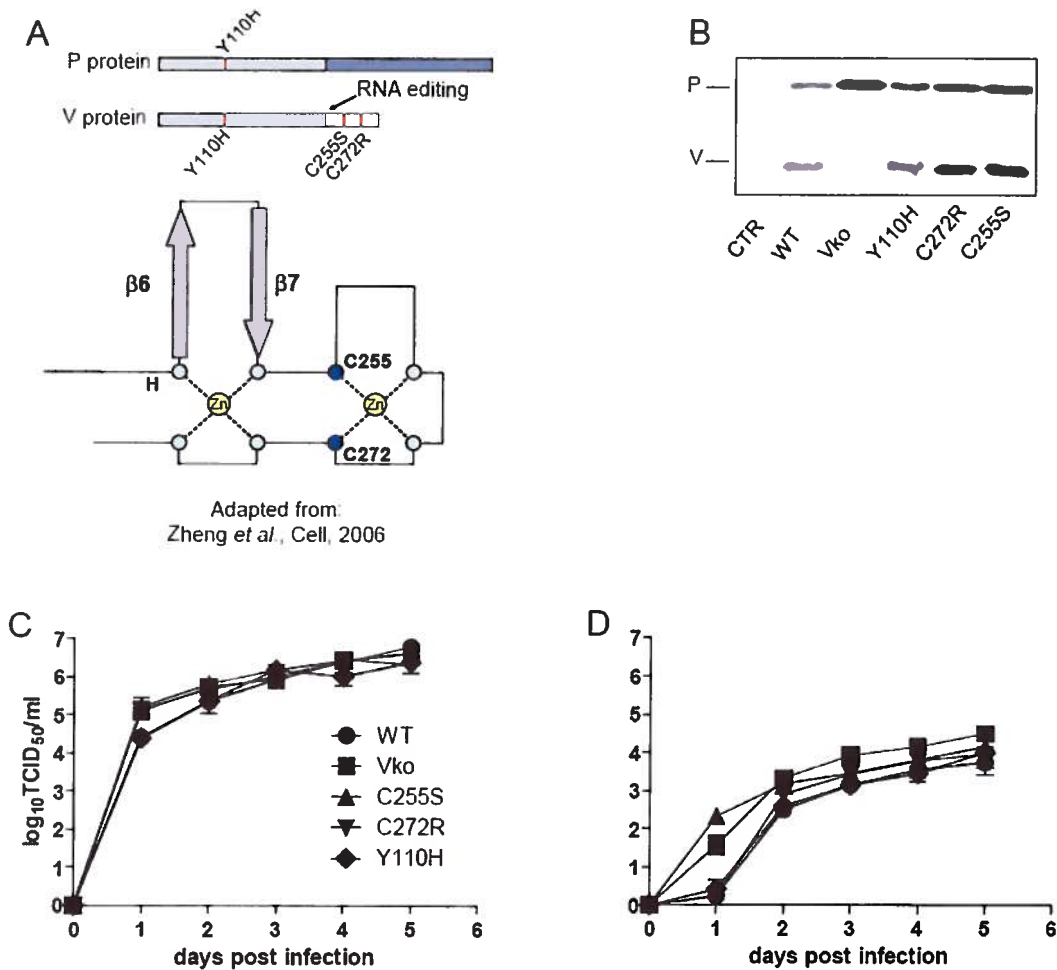 A
Y110H
P protein
RNA editing
V protein
Y110H
C255S
C272R
β6
β7
C255
H
Zn
Zn
C272
Adapted from:
Zheng et al., Cell, 2006
B
P
V
CTR
WT
Vko
Y110H
C272R
C255S
C
7
6
5
4
3
2
1
0
log10TCID50/ml
WT
Vko
C255S
C272R
Y110H
0
1
2
3
4
5
6
days post infection
D
7
6
5
4
3
2
1
0
0
1
2
3
4
5
6
days post infection